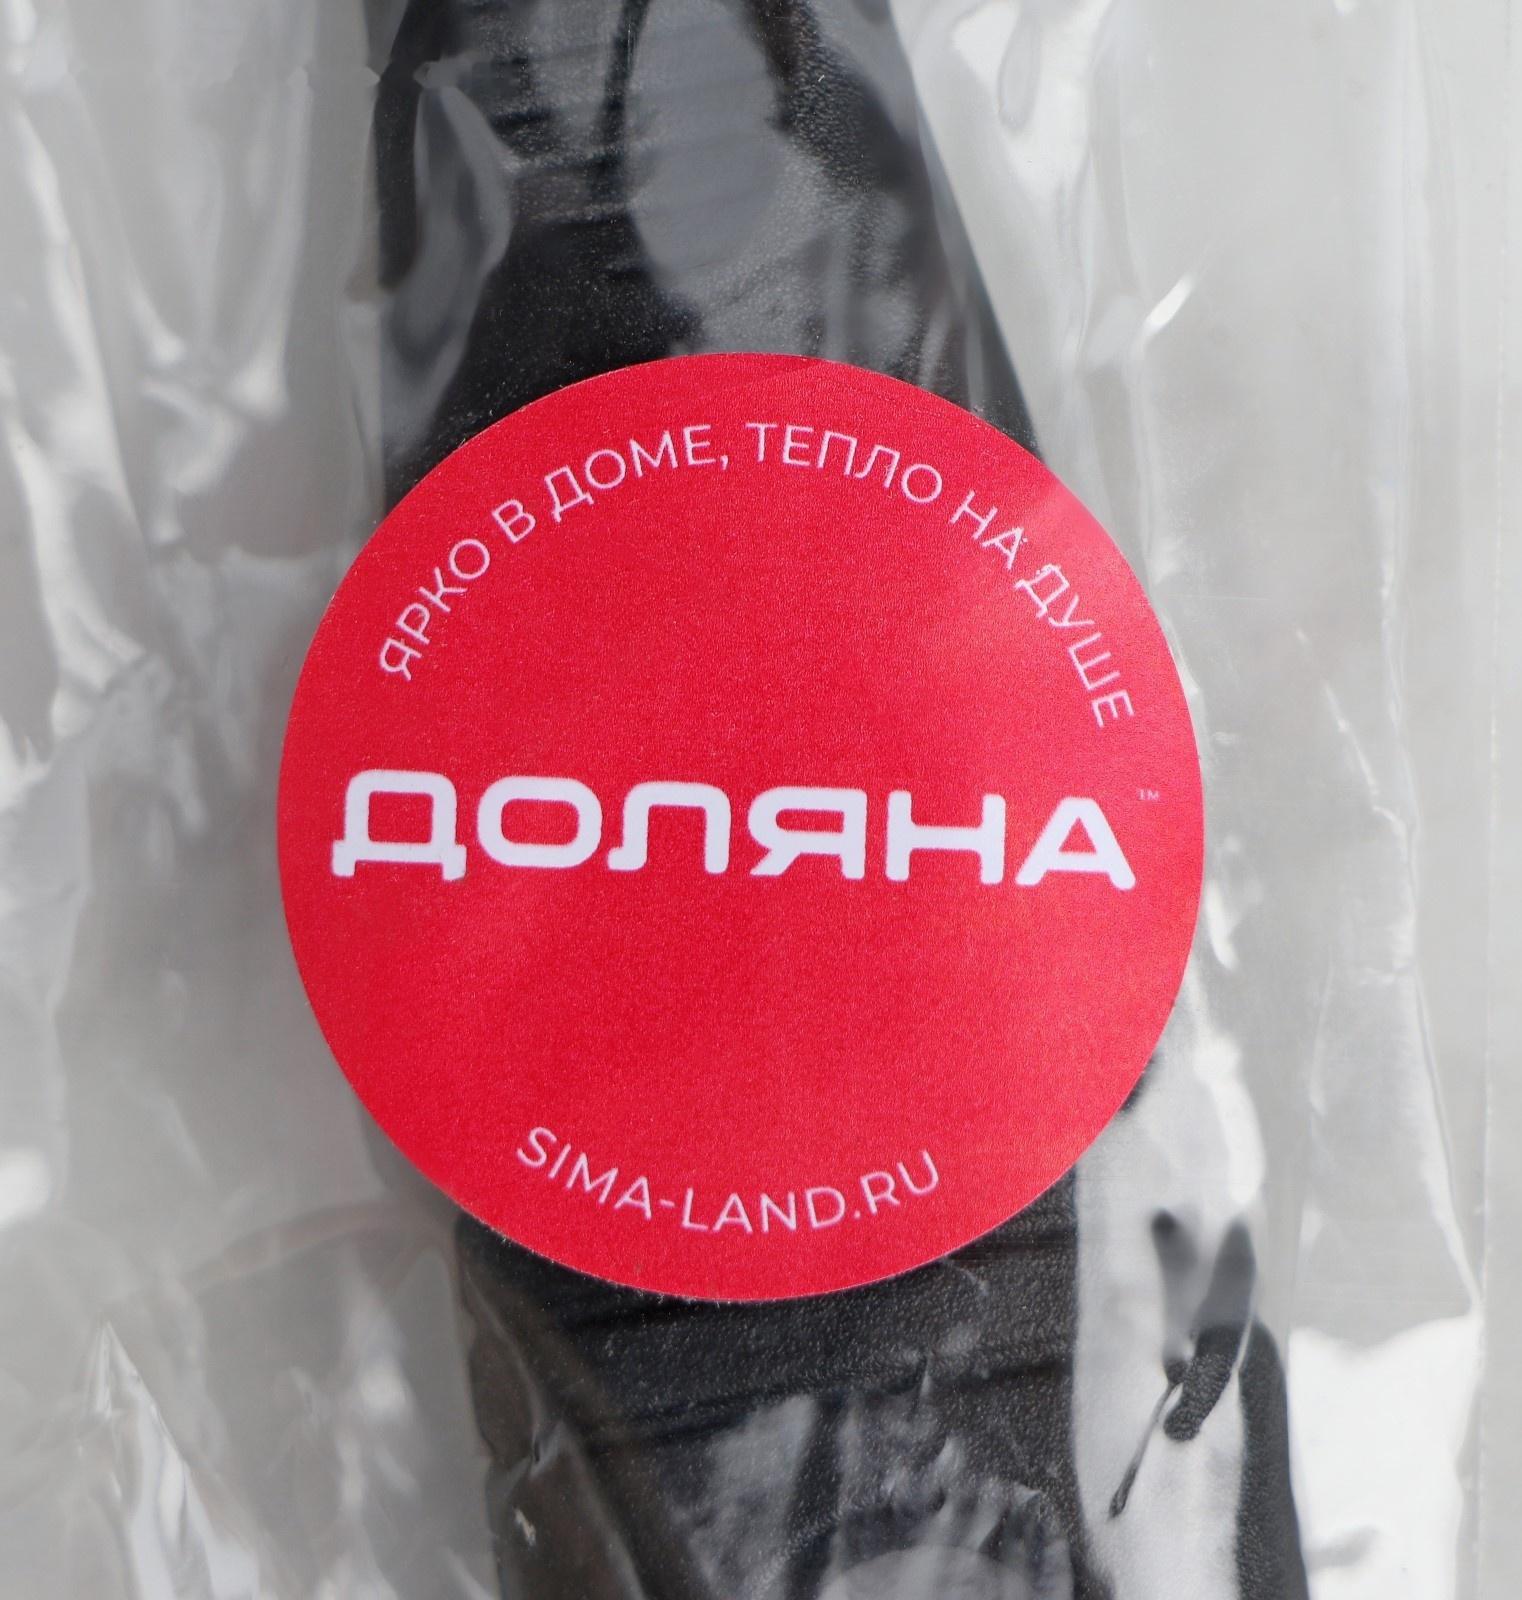 ЯРКО В ДОМЕ, ТЕПЛО НА ДУШЕ
ДОЛЯНА™
SIMA-LAND.RU